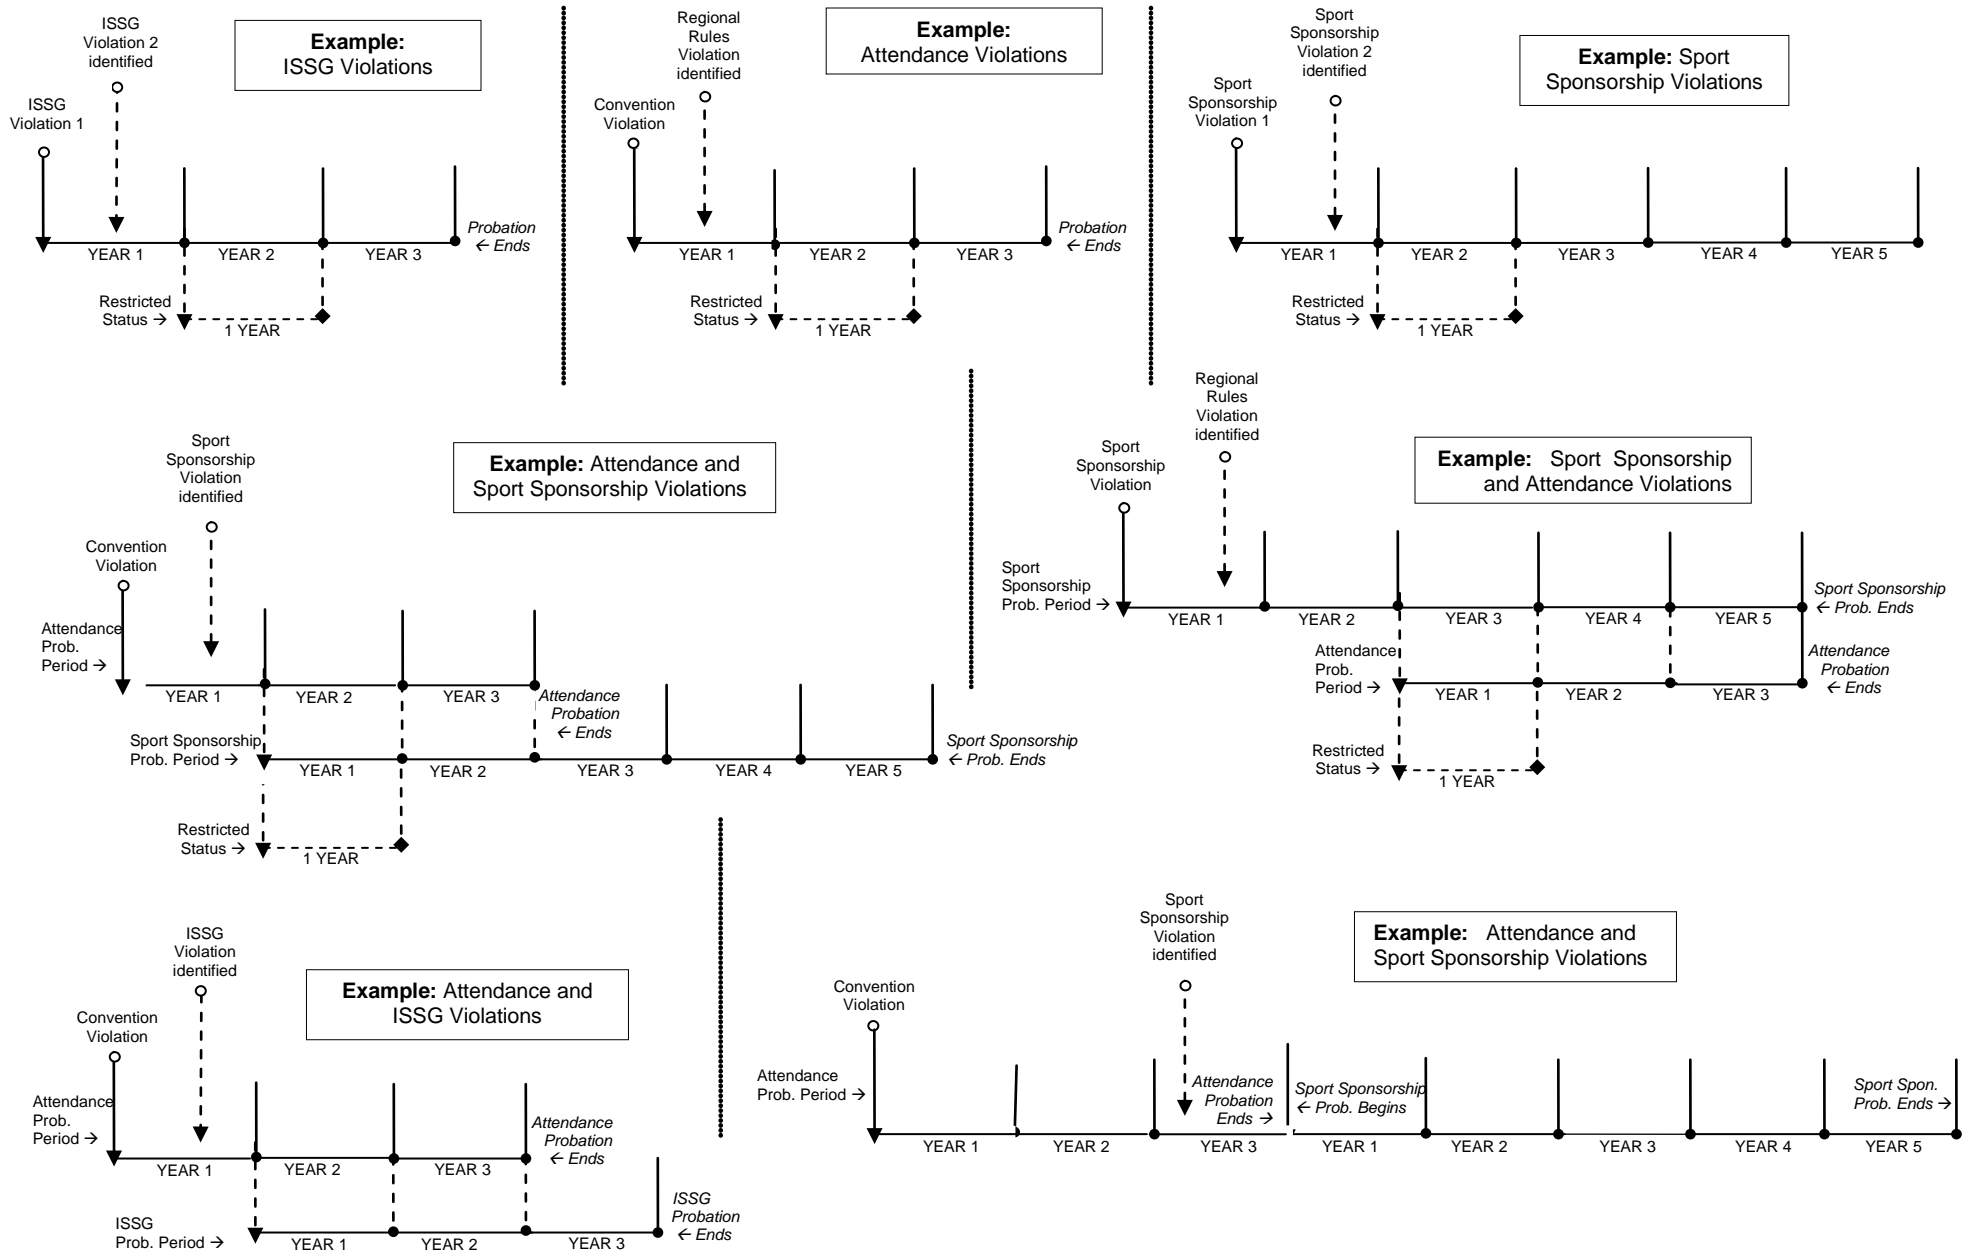 ISSG
Violation 2
identified
Example:
ISSG Violations
ISSG
Violation 1
YEAR 1
YEAR 2
YEAR 3
Probation
← Ends
Restricted
Status →
1 YEAR
Regional
Rules
Violation
identified
Example:
Attendance Violations
Convention
Violation
YEAR 1
YEAR 2
YEAR 3
Probation
← Ends
Restricted
Status →
1 YEAR
Sport
Sponsorship
Violation 2
identified
Example: Sport
Sponsorship Violations
Sport
Sponsorship
Violation 1
YEAR 1
YEAR 2
YEAR 3
YEAR 4
YEAR 5
Restricted
Status →
1 YEAR
Sport
Sponsorship
Violation
identified
Example: Attendance and
Sport Sponsorship Violations
Convention
Violation
Attendance
Prob.
Period →
YEAR 1
YEAR 2
YEAR 3
Attendance
Probation
← Ends
Sport Sponsorship
Prob. Period →
YEAR 1
YEAR 2
YEAR 3
YEAR 4
YEAR 5
Sport Sponsorship
← Prob. Ends
Restricted
Status →
1 YEAR
Regional
Rules
Violation
identified
Example: Sport Sponsorship
and Attendance Violations
Sport
Sponsorship
Violation
Sport
Sponsorship
Prob. Period →
YEAR 1
YEAR 2
YEAR 3
YEAR 4
YEAR 5
Sport Sponsorship
← Prob. Ends
Attendance
Prob.
Period →
YEAR 1
YEAR 2
YEAR 3
Attendance
Probation
← Ends
Restricted
Status →
1 YEAR
ISSG
Violation
identified
Example: Attendance and
ISSG Violations
Convention
Violation
Attendance
Prob.
Period →
YEAR 1
YEAR 2
YEAR 3
Attendance
Probation
← Ends
ISSG
Prob. Period →
YEAR 1
YEAR 2
YEAR 3
ISSG
Probation
← Ends
Sport
Sponsorship
Violation
identified
Example: Attendance and
Sport Sponsorship Violations
Convention
Violation
Attendance
Prob. Period →
Attendance
Probation
Ends →
Sport Sponsorship
← Prob. Begins
Sport Spon.
Prob. Ends →
YEAR 1
YEAR 2
YEAR 3
YEAR 1
YEAR 2
YEAR 3
YEAR 4
YEAR 5